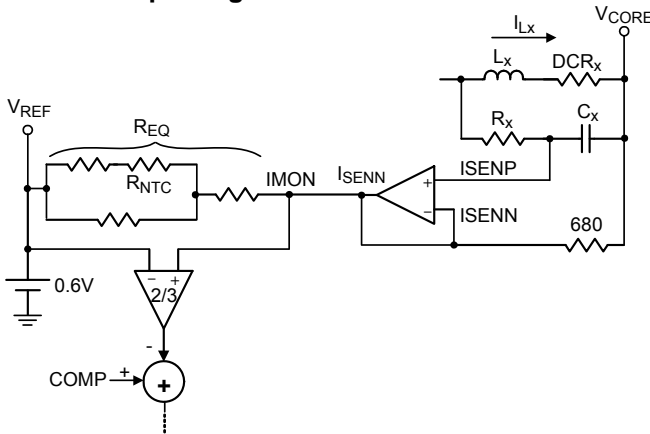 I_Lx
V_CORE
L_x
DCR_x
V_REF
R_EQ
R_x
C_x
R_NTC
IMON
I_SENN
ISENP
+
−
ISENN
680
0.6V
− +
2/3
-
COMP
+
+